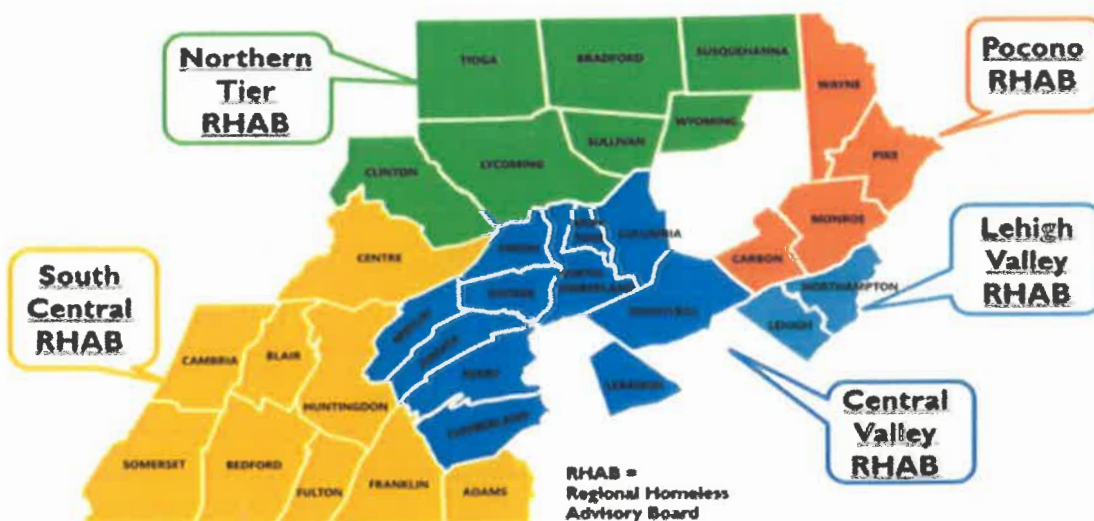 Northern
Tier
RHAB
TIOGA
BRADFORD
SUSQUEHANNA
WAYNE
Pocono
RHAB
WYOMING
SULLIVAN
PIKE
CLINTON
LYCOMING
MONROE
COLUMBIA
CARBON
Lehigh
Valley
RHAB
CENTRE
NORTHAMPTON
LEHIGH
South
Central
RHAB
CAMBRIA
BLAIR
PERRY
LEBANON
HUNTINGDON
CUMBERLAND
Central
Valley
RHAB
SOMERSET
BEDFORD
FULTON
FRANKLIN
ADAMS
RHAB =
Regional Homeless
Advisory Board